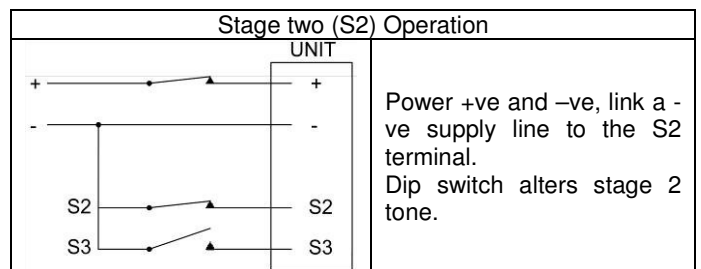 Stage two (S2) Operation
UNIT
+ +
- -
S2 S2
S3 S3
Power +ve and –ve, link a -
ve supply line to the S2
terminal.
Dip switch alters stage 2
tone.